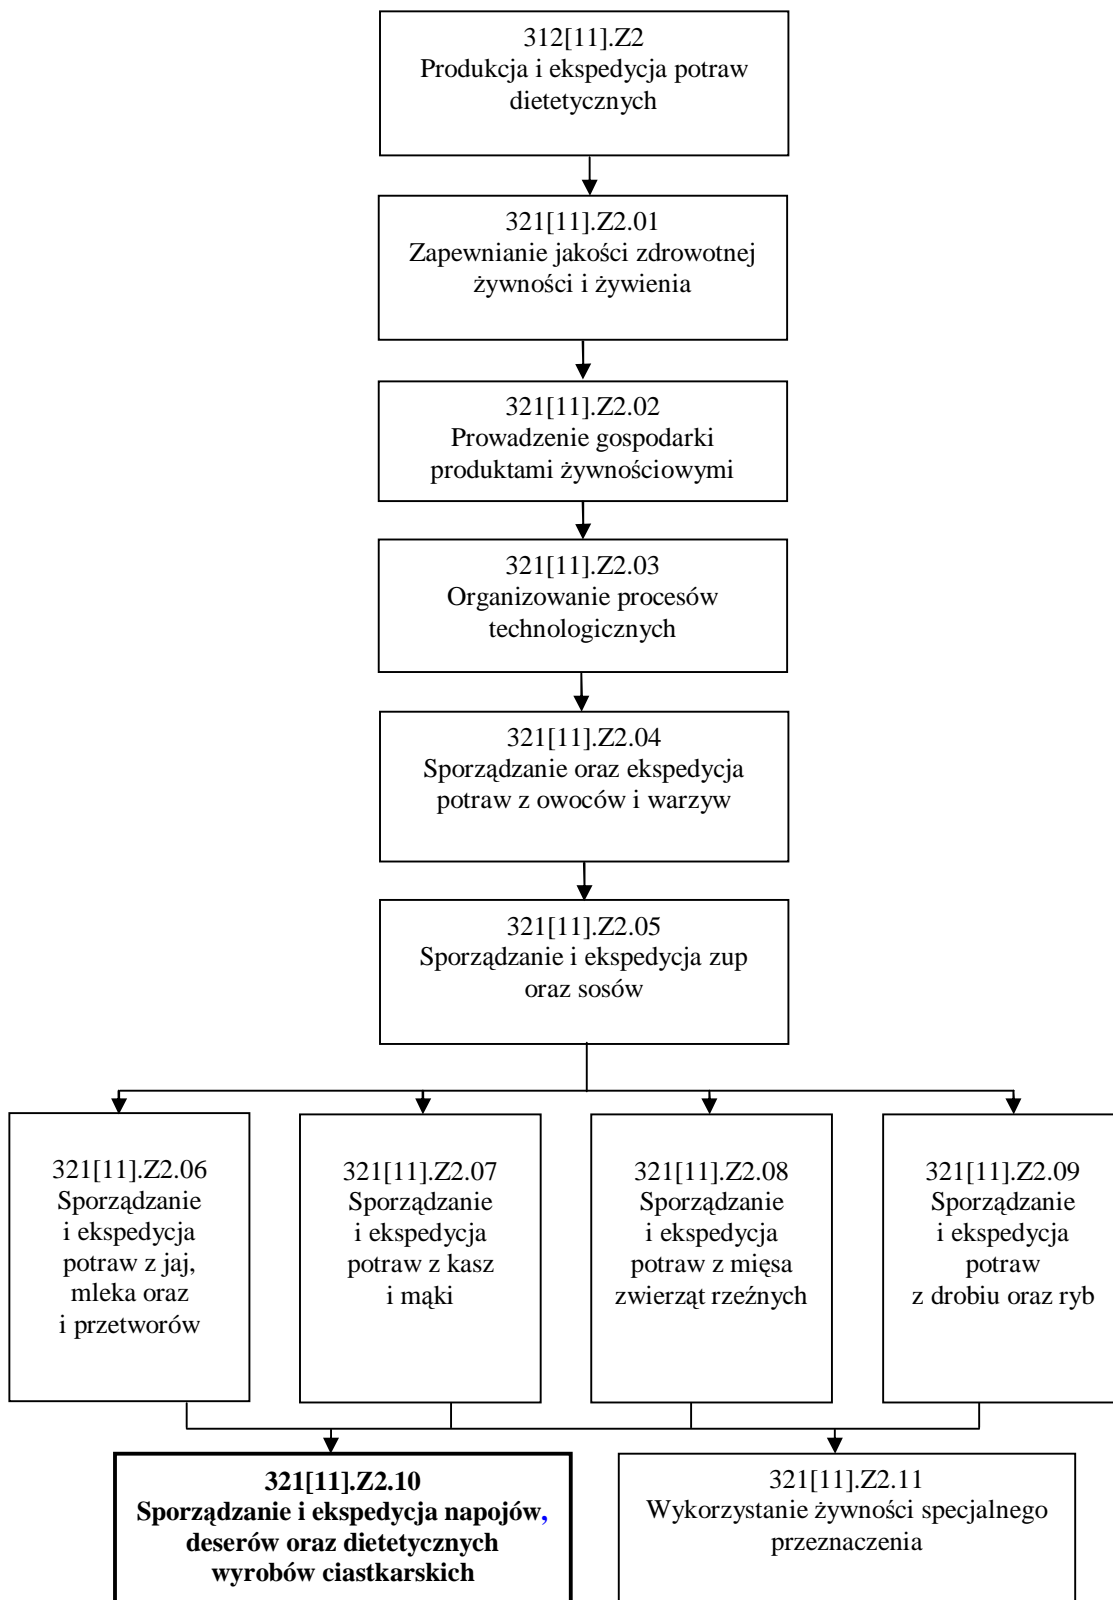 312[11].Z2
Produkcja i ekspedycja potraw
dietetycznych
321[11].Z2.01
Zapewnianie jakości zdrowotnej
żywności i żywienia
321[11].Z2.02
Prowadzenie gospodarki
produktami żywnościowymi
321[11].Z2.03
Organizowanie procesów
technologicznych
321[11].Z2.04
Sporządzanie oraz ekspedycja
potraw z owoców i warzyw
321[11].Z2.05
Sporządzanie i ekspedycja zup
oraz sosów
321[11].Z2.06
Sporządzanie
i ekspedycja
potraw z jaj,
mleka oraz
i przetworów
321[11].Z2.07
Sporządzanie
i ekspedycja
potraw z kasz
i mąki
321[11].Z2.08
Sporządzanie
i ekspedycja
potraw z mięsa
zwierząt rzeźnych
321[11].Z2.09
Sporządzanie
i ekspedycja
potraw
z drobiu oraz ryb
321[11].Z2.10
Sporządzanie i ekspedycja napojów,
deserów oraz dietetycznych
wyrobów ciastkarskich
321[11].Z2.11
Wykorzystanie żywności specjalnego
przeznaczenia